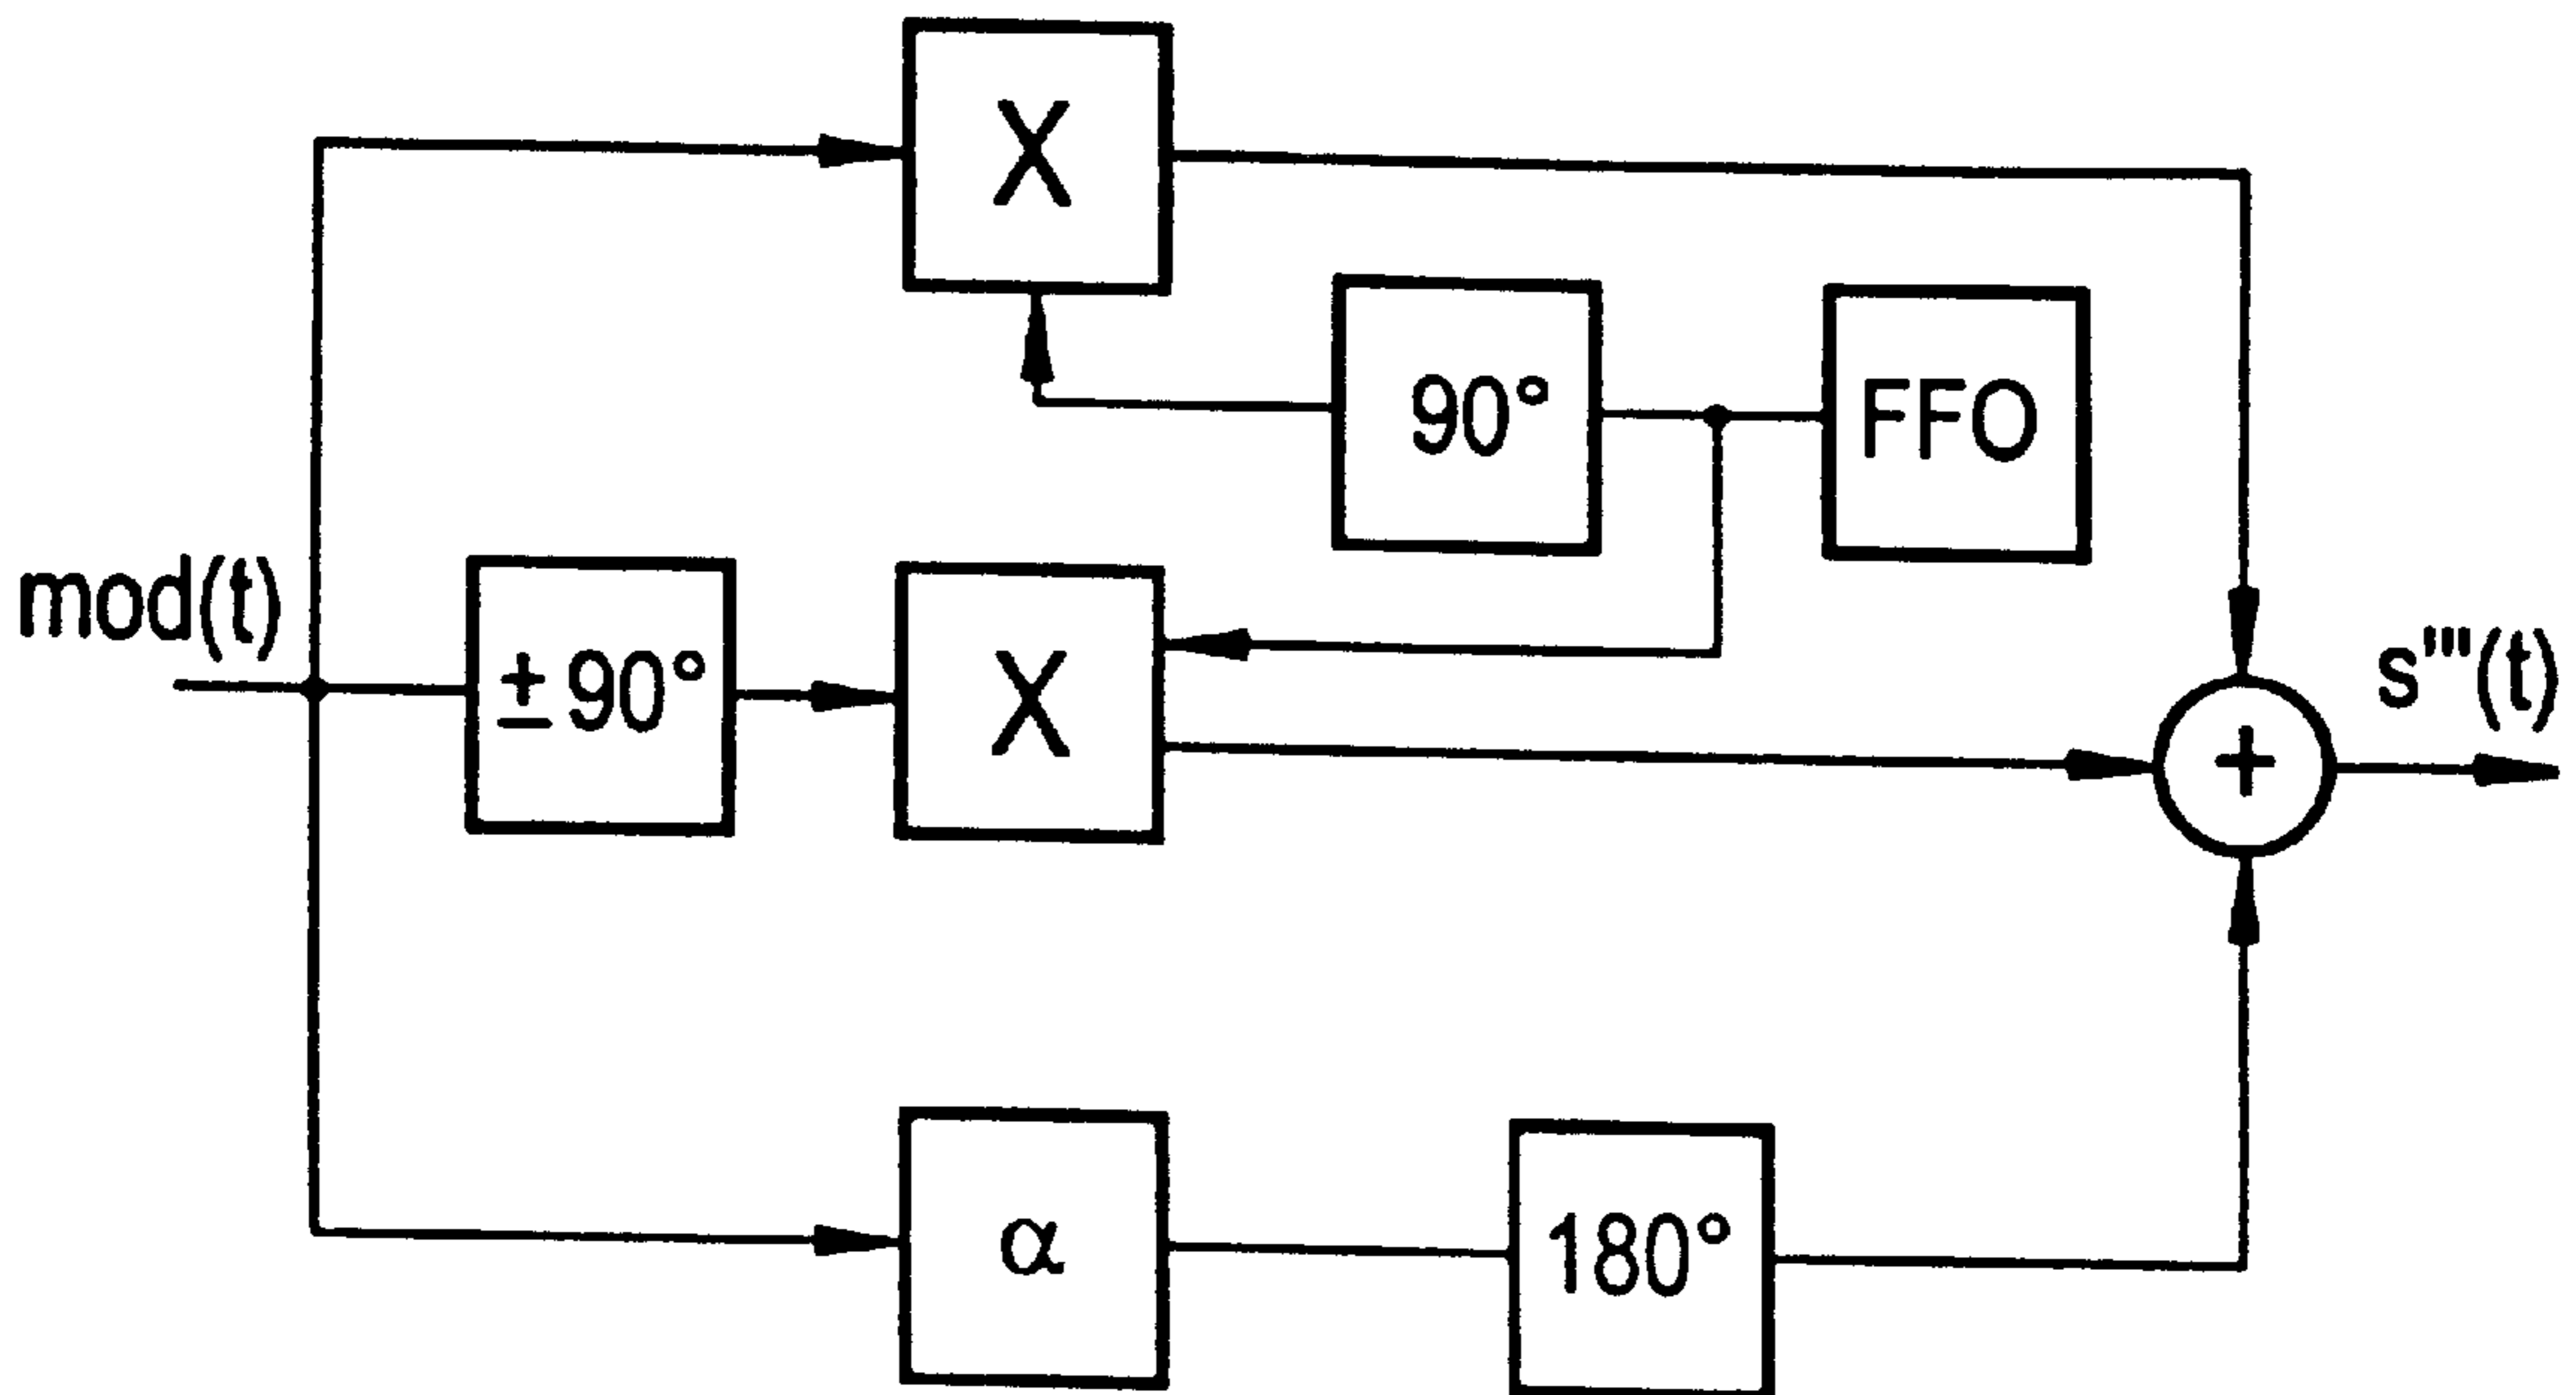 X
90°
FFO
mod(t)
± 90°
X
s'''(t)
+
α
180°